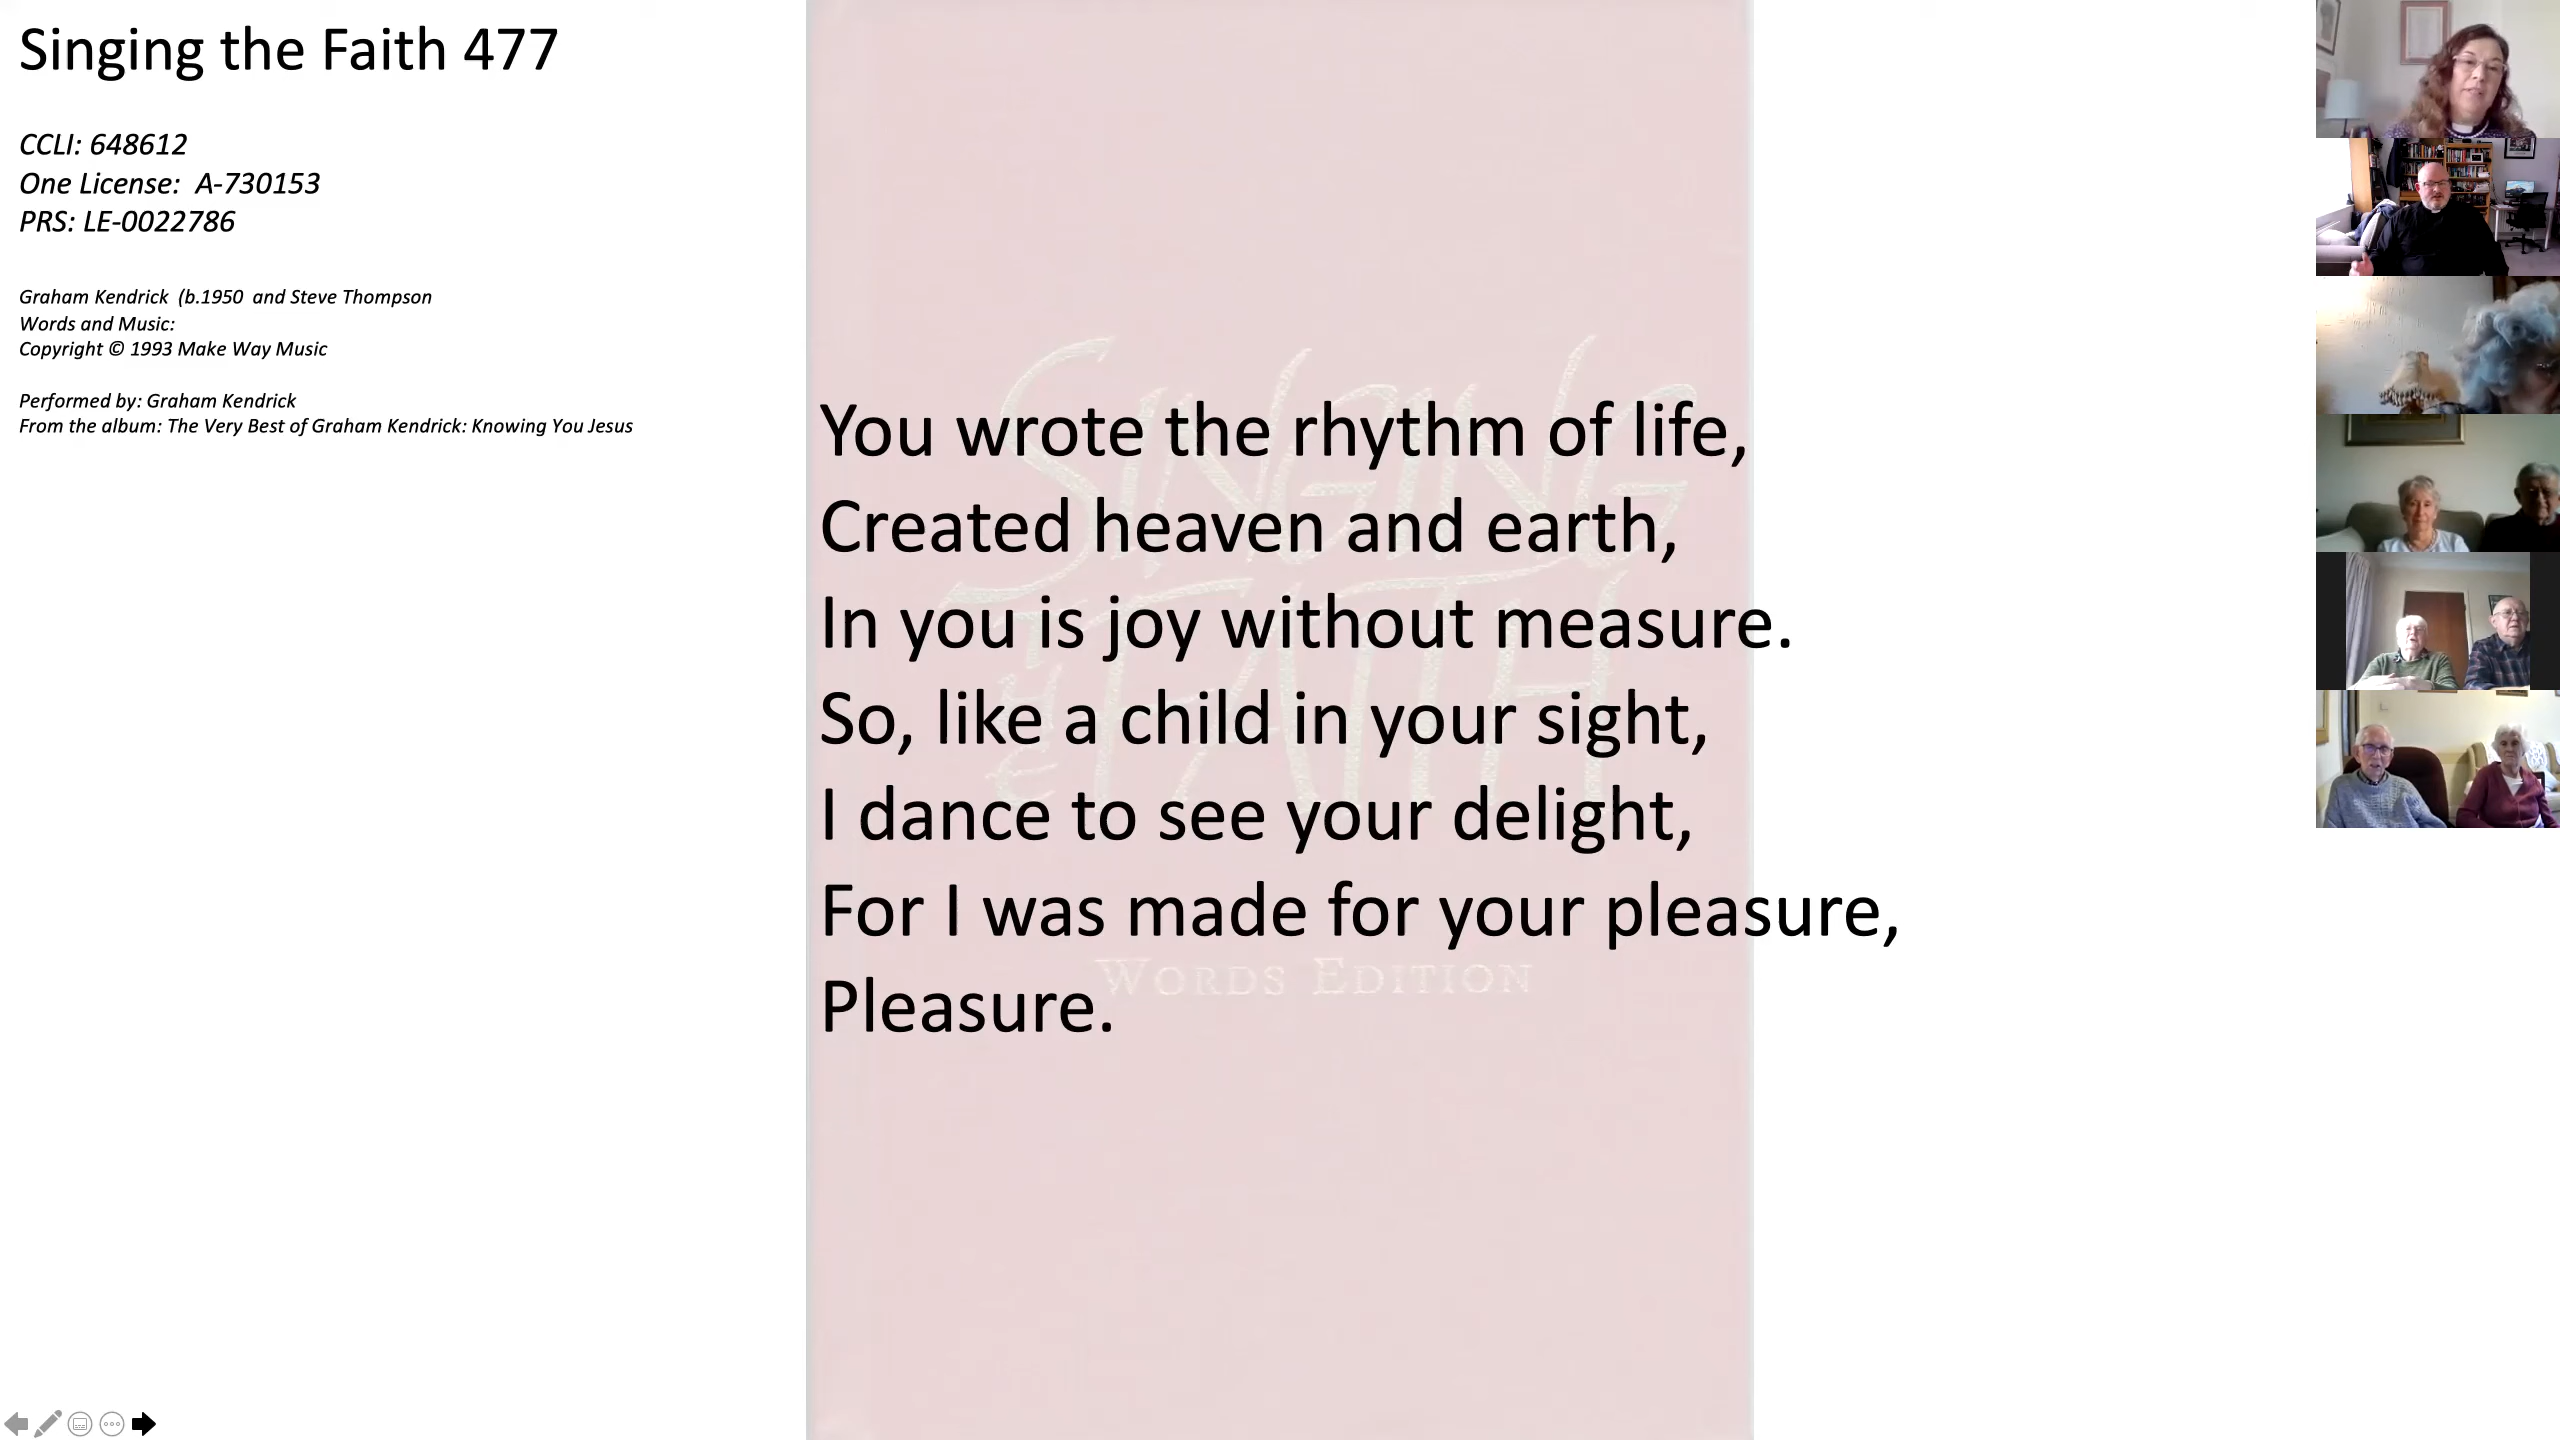 Singing the Faith 477
CCLI: 648612
One License:  A-730153
PRS: LE-0022786
Graham Kendrick  (b.1950  and Steve Thompson
Words and Music:
Copyright © 1993 Make Way Music
Performed by: Graham Kendrick
From the album: The Very Best of Graham Kendrick: Knowing You Jesus
SINGING
THE FAITH
WORDS EDITION
You wrote the rhythm of life,
Created heaven and earth,
In you is joy without measure.
So, like a child in your sight,
I dance to see your delight,
For I was made for your pleasure,
Pleasure.